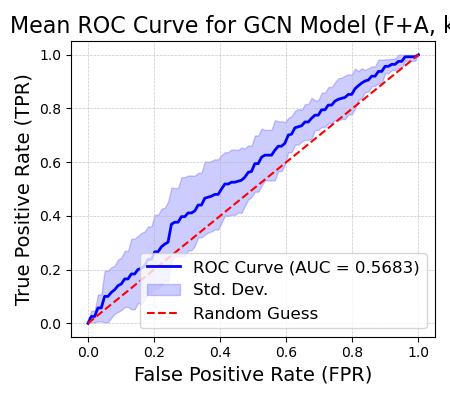 Mean ROC Curve for GCN Model (F+A, k
True Positive Rate (TPR)
1.0
0.8
0.6
0.4
0.2
0.0
ROC Curve (AUC = 0.5683)
Std. Dev.
Random Guess
0.0 0.2 0.4 0.6 0.8 1.0
False Positive Rate (FPR)